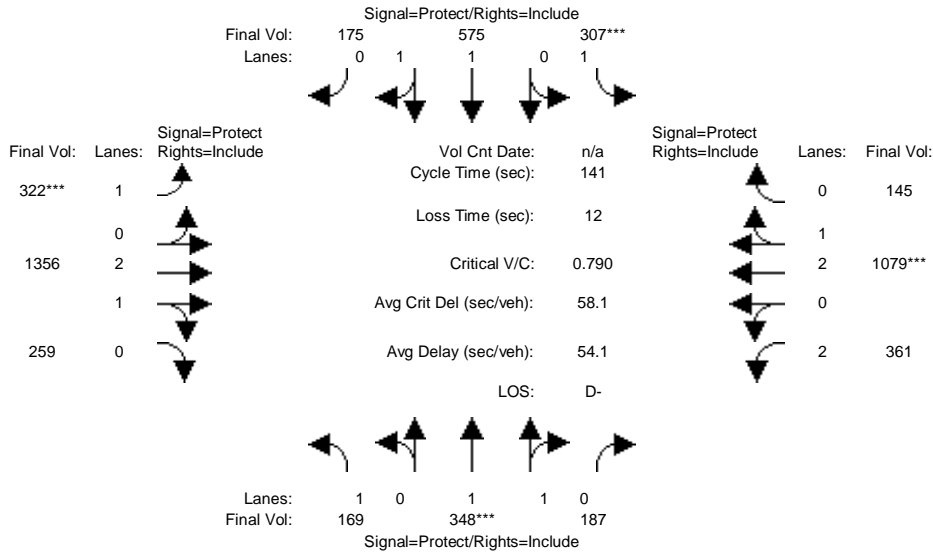 Signal=Protect/Rights=Include
Final Vol: 175 575 307***
Lanes: 0 1 1 0 1
Signal=Protect
Final Vol: Lanes: Rights=Include
Vol Cnt Date: n/a
Signal=Protect
Rights=Include Lanes: Final Vol:
Cycle Time (sec): 141
322*** 1
0 145
Loss Time (sec): 12
0
1
1356 2
Critical V/C: 0.790
2 1079***
1
Avg Crit Del (sec/veh): 58.1
0
259 0
Avg Delay (sec/veh): 54.1
2 361
LOS: D-
Lanes: 1 0 1 1 0
Final Vol: 169 348*** 187
Signal=Protect/Rights=Include